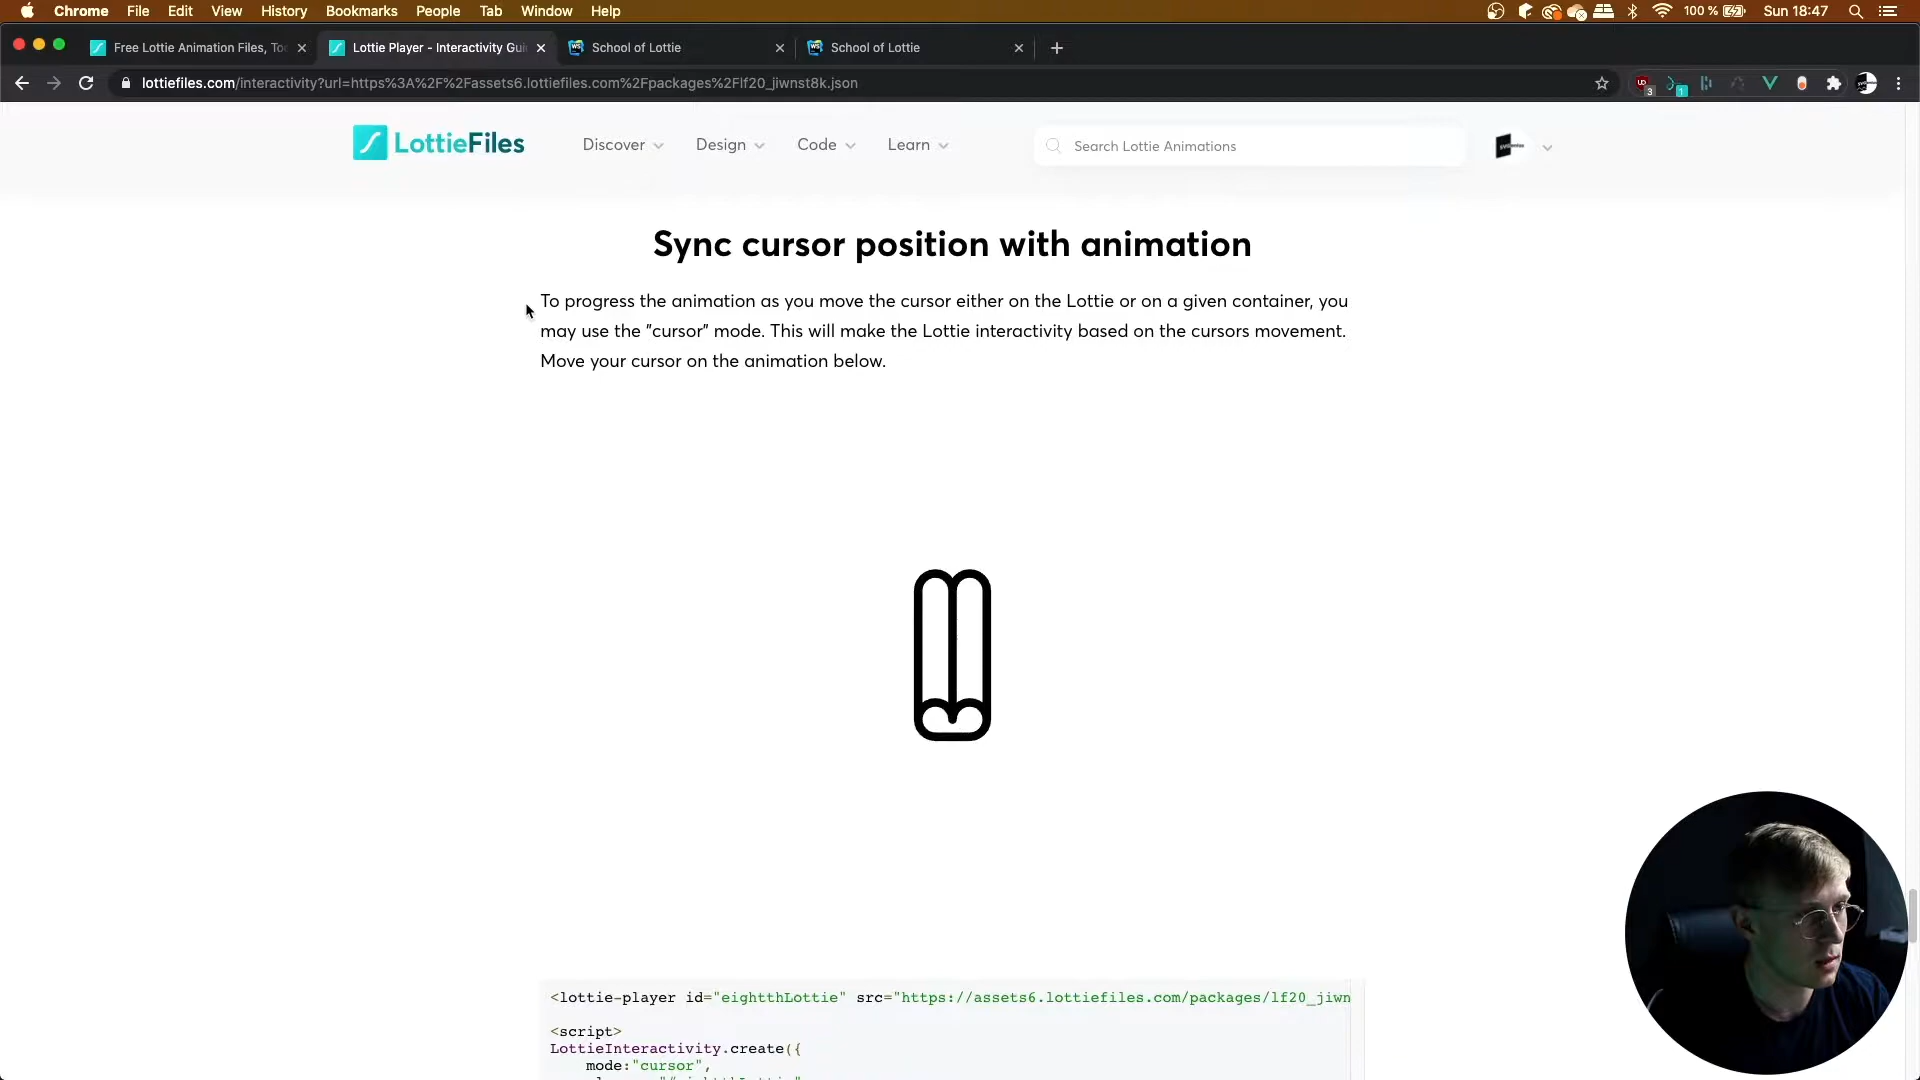 Chrome File Edit View History Bookmarks People Tab Window Help 100 % Sun 18:47
Free Lottie Animation Files, Too Lottie Player - Interactivity Gui School of Lottie School of Lottie
lottiefiles.com/interactivity?url=https%3A%2F%2Fassets6.lottiefiles.com%2Fpackages%2Flf20_jiwnst8k.json 3 1
LottieFiles Discover Design Code Learn Search Lottie Animations
Sync cursor position with animation
To progress the animation as you move the cursor either on the Lottie or on a given container, you
may use the "cursor" mode. This will make the Lottie interactivity based on the cursors movement.
Move your cursor on the animation below.
<lottie-player id="eightthLottie" src="https://assets6.lottiefiles.com/packages/lf20_jiwn
<script>
LottieInteractivity.create({
mode:"cursor",